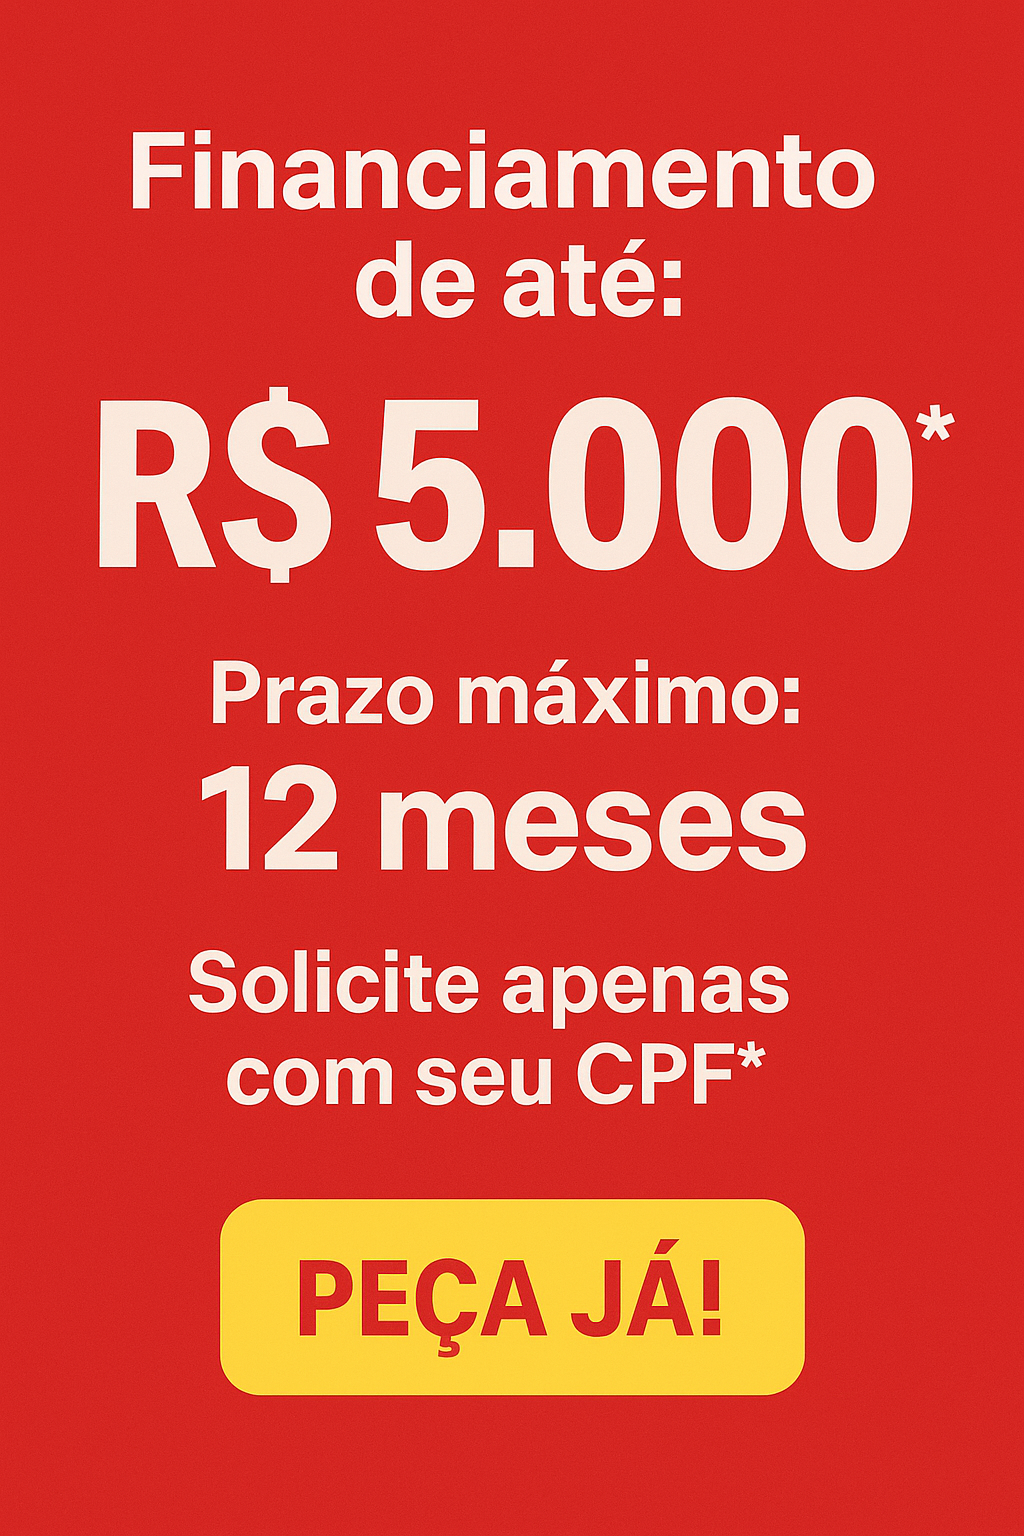 Financiamento
de até:
R$ 5.000*
Prazo máximo:
12 meses
Solicite apenas
com seu CPF*
PEÇA JÁ!